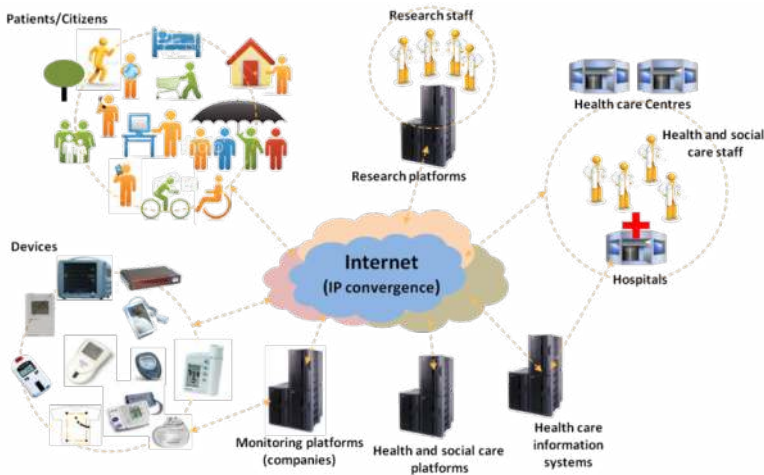 Patients/Citizens
Research staff
Health care Centres
Health and social
care staff
Research platforms
Devices
Internet
(IP convergence)
Hospitals
Monitoring platforms
(companies)
Health and social care
platforms
Health care
information
systems